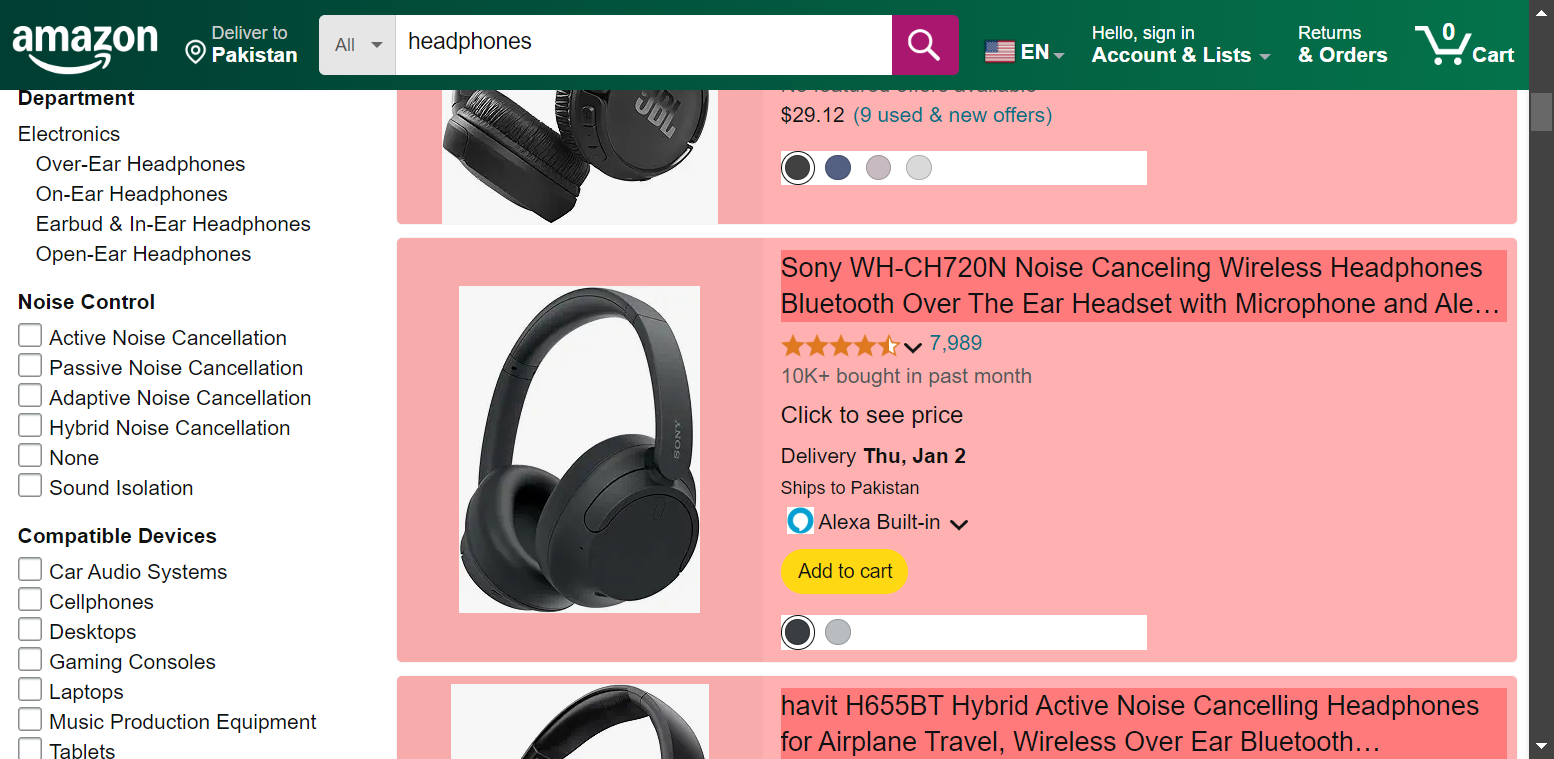 amazon
Deliver to
Pakistan
All
headphones
EN
Hello, sign in
Account & Lists
Returns
& Orders
0
Cart
Department
Electronics
Over-Ear Headphones
On-Ear Headphones
Earbud & In-Ear Headphones
Open-Ear Headphones
Noise Control
Active Noise Cancellation
Passive Noise Cancellation
Adaptive Noise Cancellation
Hybrid Noise Cancellation
None
Sound Isolation
Compatible Devices
Car Audio Systems
Cellphones
Desktops
Gaming Consoles
Laptops
Music Production Equipment
Tablets
JBL
No featured offers available
$29.12 (9 used & new offers)
SONY
Sony WH-CH720N Noise Canceling Wireless Headphones
Bluetooth Over The Ear Headset with Microphone and Ale…
7,989
10K+ bought in past month
Click to see price
Delivery Thu, Jan 2
Ships to Pakistan
Alexa Built-in
Add to cart
havit H655BT Hybrid Active Noise Cancelling Headphones
for Airplane Travel, Wireless Over Ear Bluetooth…